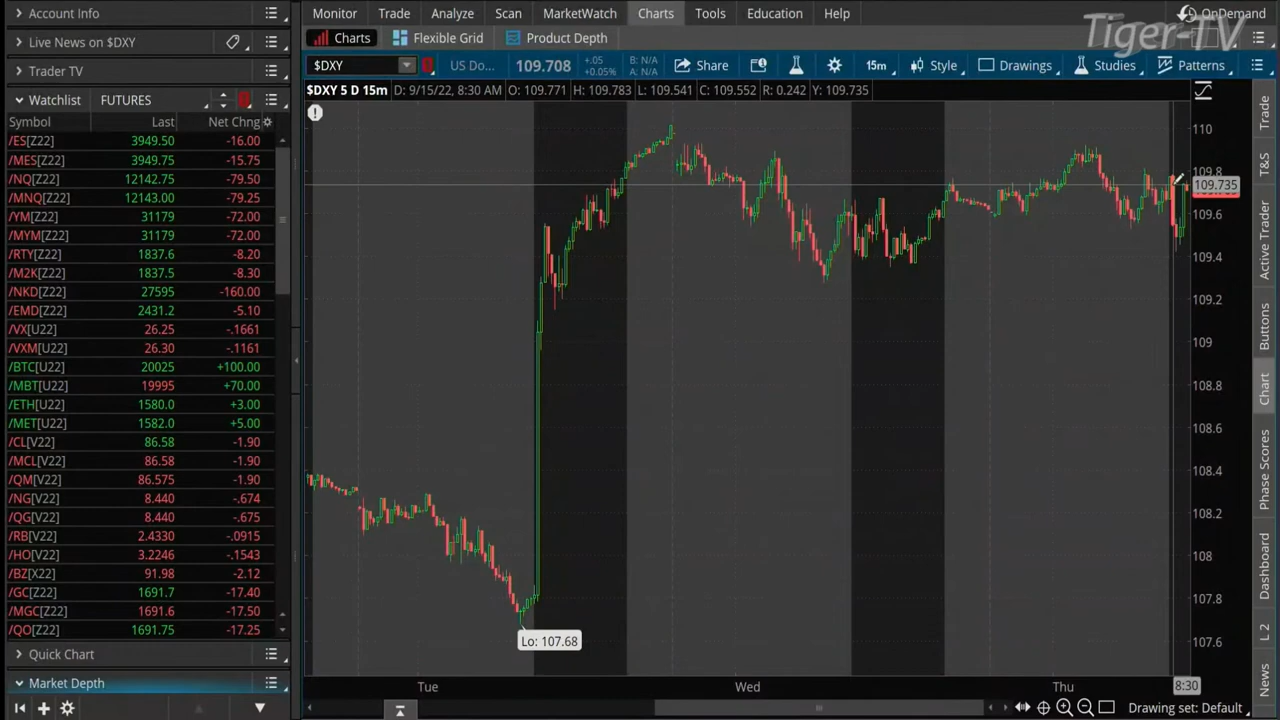 Account Info
Live News on $DXY
Trader TV
Watchlist FUTURES
Symbol Last Net Chng
/ES[Z22] 3949.50 -16.00
/MES[Z22] 3949.75 -15.75
/NQ[Z22] 12142.75 -79.50
/MNQ[Z22] 12143.00 -79.25
/YM[Z22] 31179 -72.00
/MYM[Z22] 31179 -72.00
/RTY[Z22] 1837.6 -8.20
/M2K[Z22] 1837.5 -8.30
/NKD[Z22] 27595 -160.00
/EMD[Z22] 2431.2 -5.10
/VX[U22] 26.25 -.1661
/VXM[U22] 26.30 -.1161
/BTC[U22] 20025 +100.00
/MBT[U22] 19995 +70.00
/ETH[U22] 1580.0 +3.00
/MET[U22] 1582.0 +5.00
/CL[V22] 86.58 -1.90
/MCL[V22] 86.58 -1.90
/QM[V22] 86.575 -1.90
/NG[V22] 8.440 -.674
/QG[V22] 8.440 -.675
/RB[V22] 2.4330 -.0915
/HO[V22] 3.2246 -.1543
/BZ[X22] 91.98 -2.12
/GC[Z22] 1691.7 -17.40
/MGC[Z22] 1691.6 -17.50
/QO[Z22] 1691.75 -17.25
Quick Chart
Market Depth
Monitor Trade Analyze Scan MarketWatch Charts Tools Education Help
OnDemand
Tiger-TV
Charts Flexible Grid Product Depth
$DXY US Do... 109.708 +.05 +0.05% B: N/A A: N/A Share 15m Style Drawings Studies Patterns
$DXY 5 D 15m D: 9/15/22, 8:30 AM O: 109.771 H: 109.783 L: 109.541 C: 109.552 R: 0.242 Y: 109.735
110
109.8
109.735
109.6
109.4
109.2
109
108.8
108.6
108.4
108.2
108
107.8
107.6
Lo: 107.68
Tue Wed Thu 8:30
Drawing set: Default
Trade
T&S
Active Trader
Buttons
Chart
Phase Scores
Dashboard
L 2
News